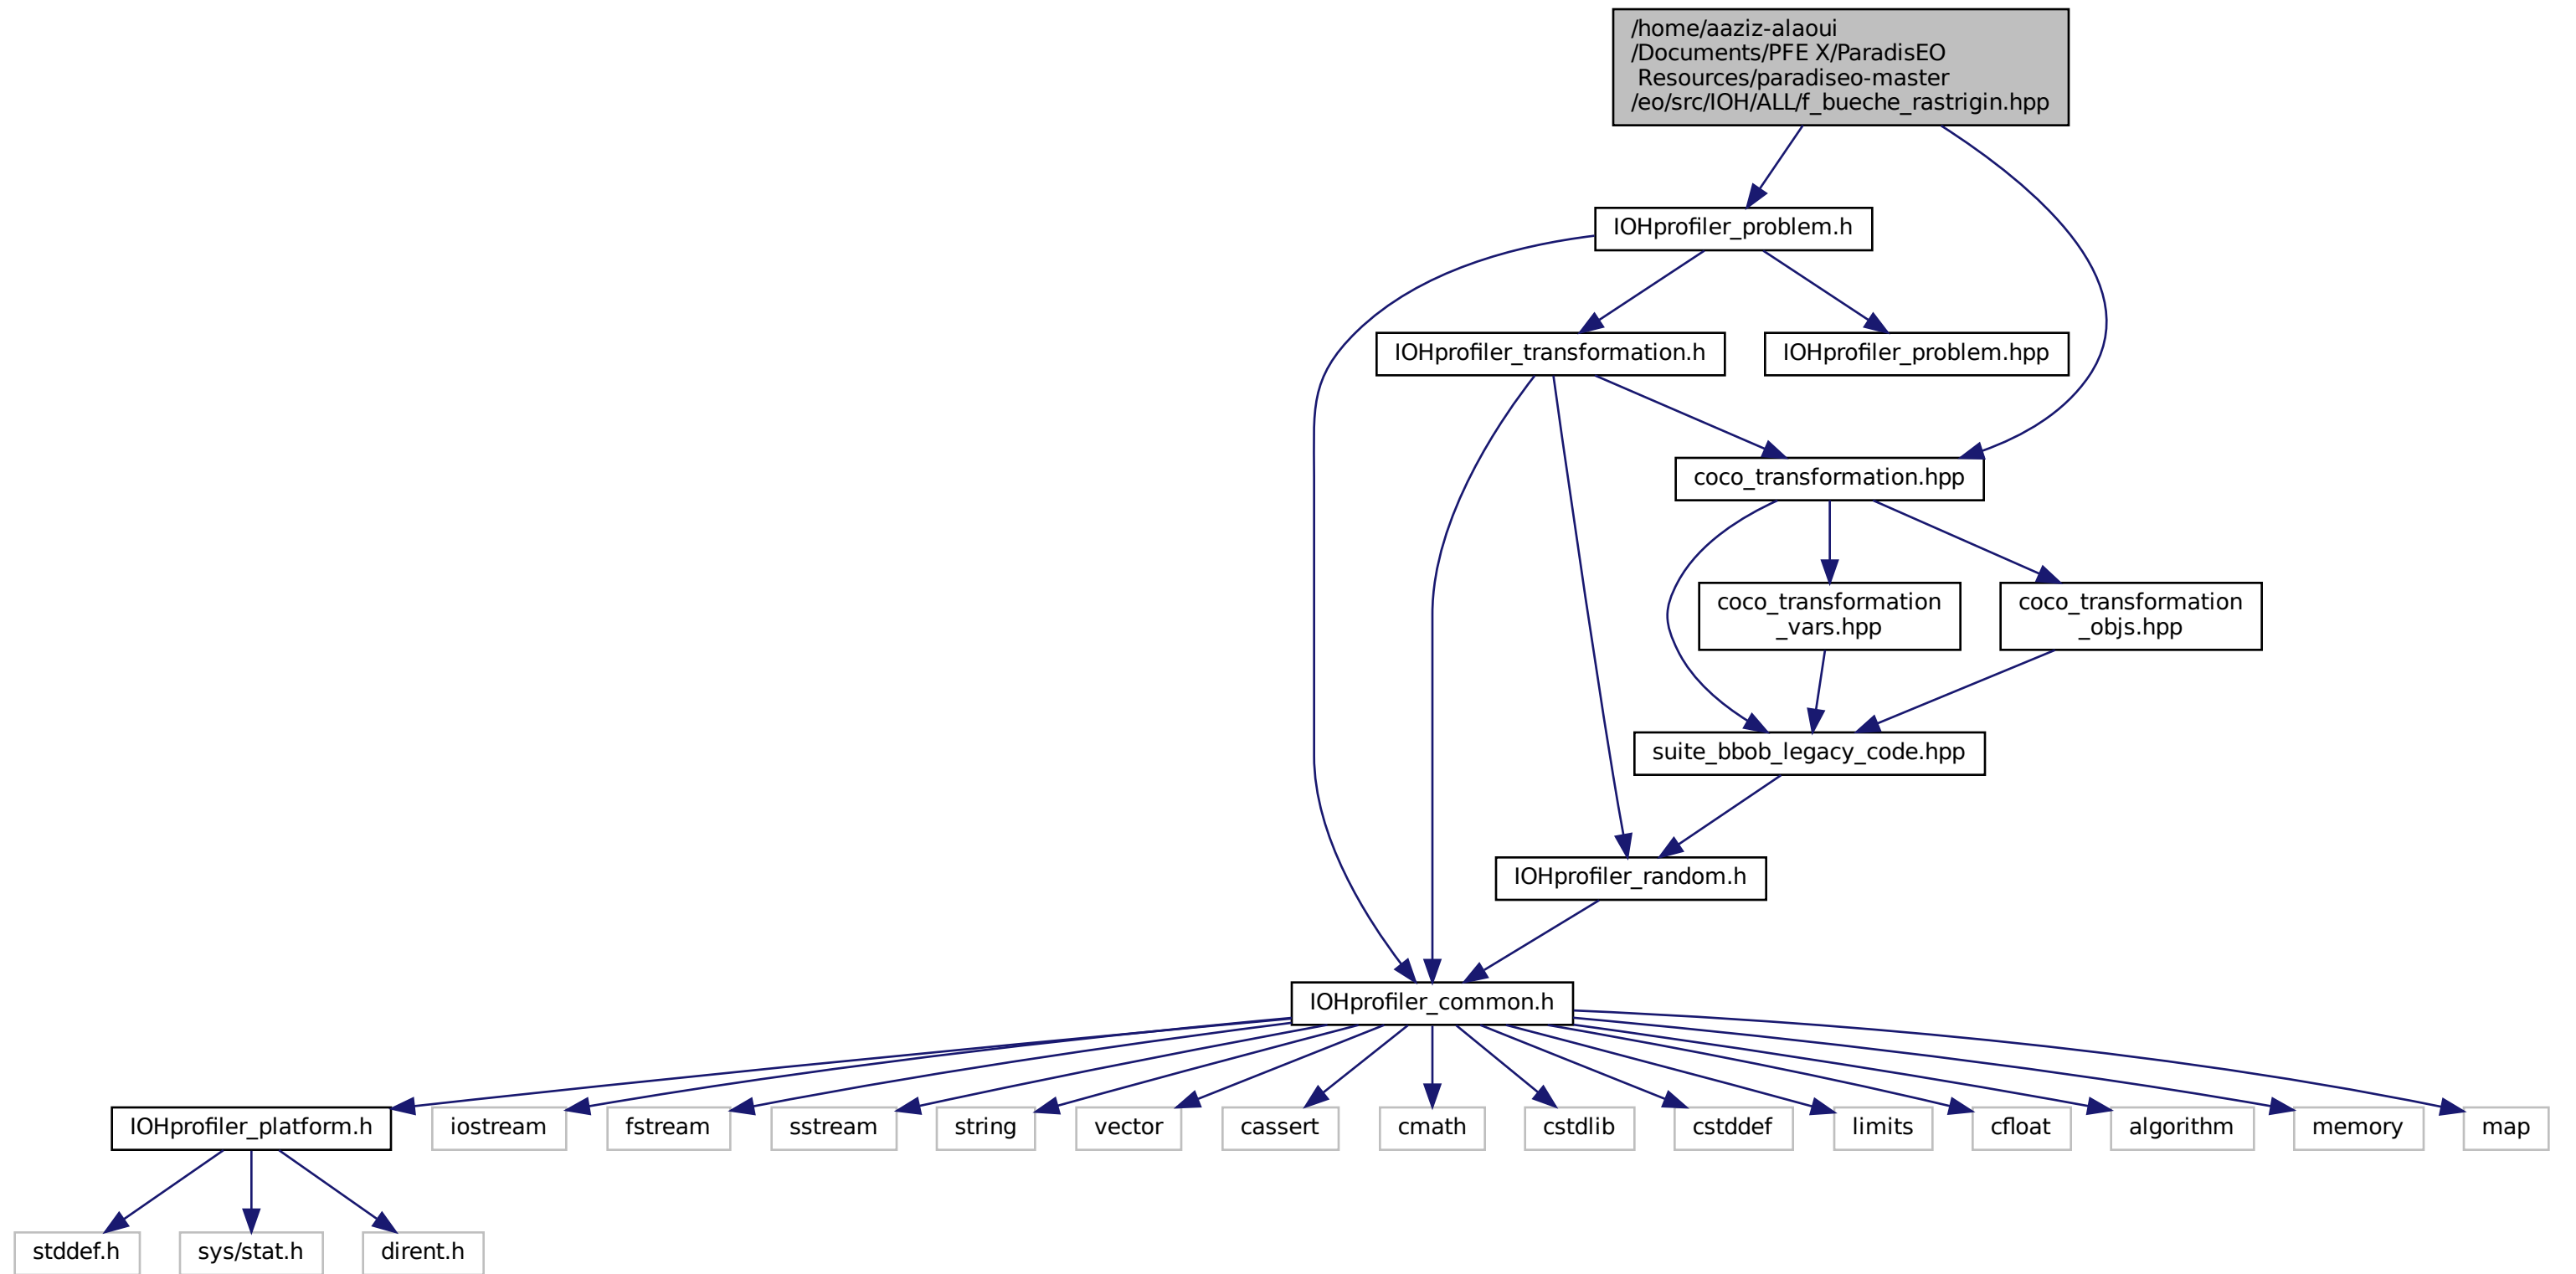 /home/aaziz-alaoui
/Documents/PFE X/ParadisEO
Resources/paradiseo-master
/eo/src/IOH/ALL/f_bueche_rastrigin.hpp
IOHprofiler_problem.h
IOHprofiler_transformation.h
IOHprofiler_problem.hpp
coco_transformation.hpp
coco_transformation
_vars.hpp
coco_transformation
_objs.hpp
suite_bbob_legacy_code.hpp
IOHprofiler_random.h
IOHprofiler_common.h
IOHprofiler_platform.h
iostream
fstream
sstream
string
vector
cassert
cmath
cstdlib
cstddef
limits
cfloat
algorithm
memory
map
stddef.h
sys/stat.h
dirent.h